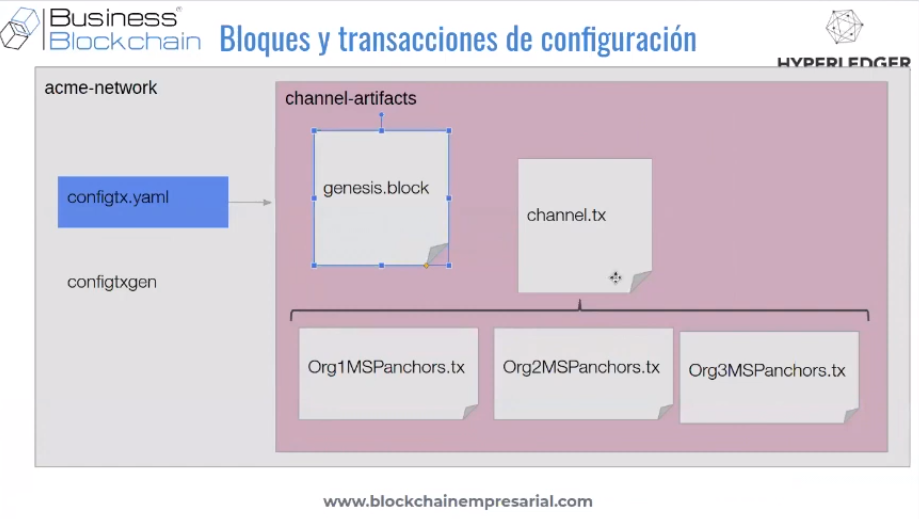 Business
Blockchain
Bloques y transacciones de configuración
HYPERLEDGER
acme-network
channel-artifacts
configtx.yaml
genesis.block
channel.tx
configtxgen
Org1MSPanchors.tx
Org2MSPanchors.tx
Org3MSPanchors.tx
www.blockchainempresarial.com